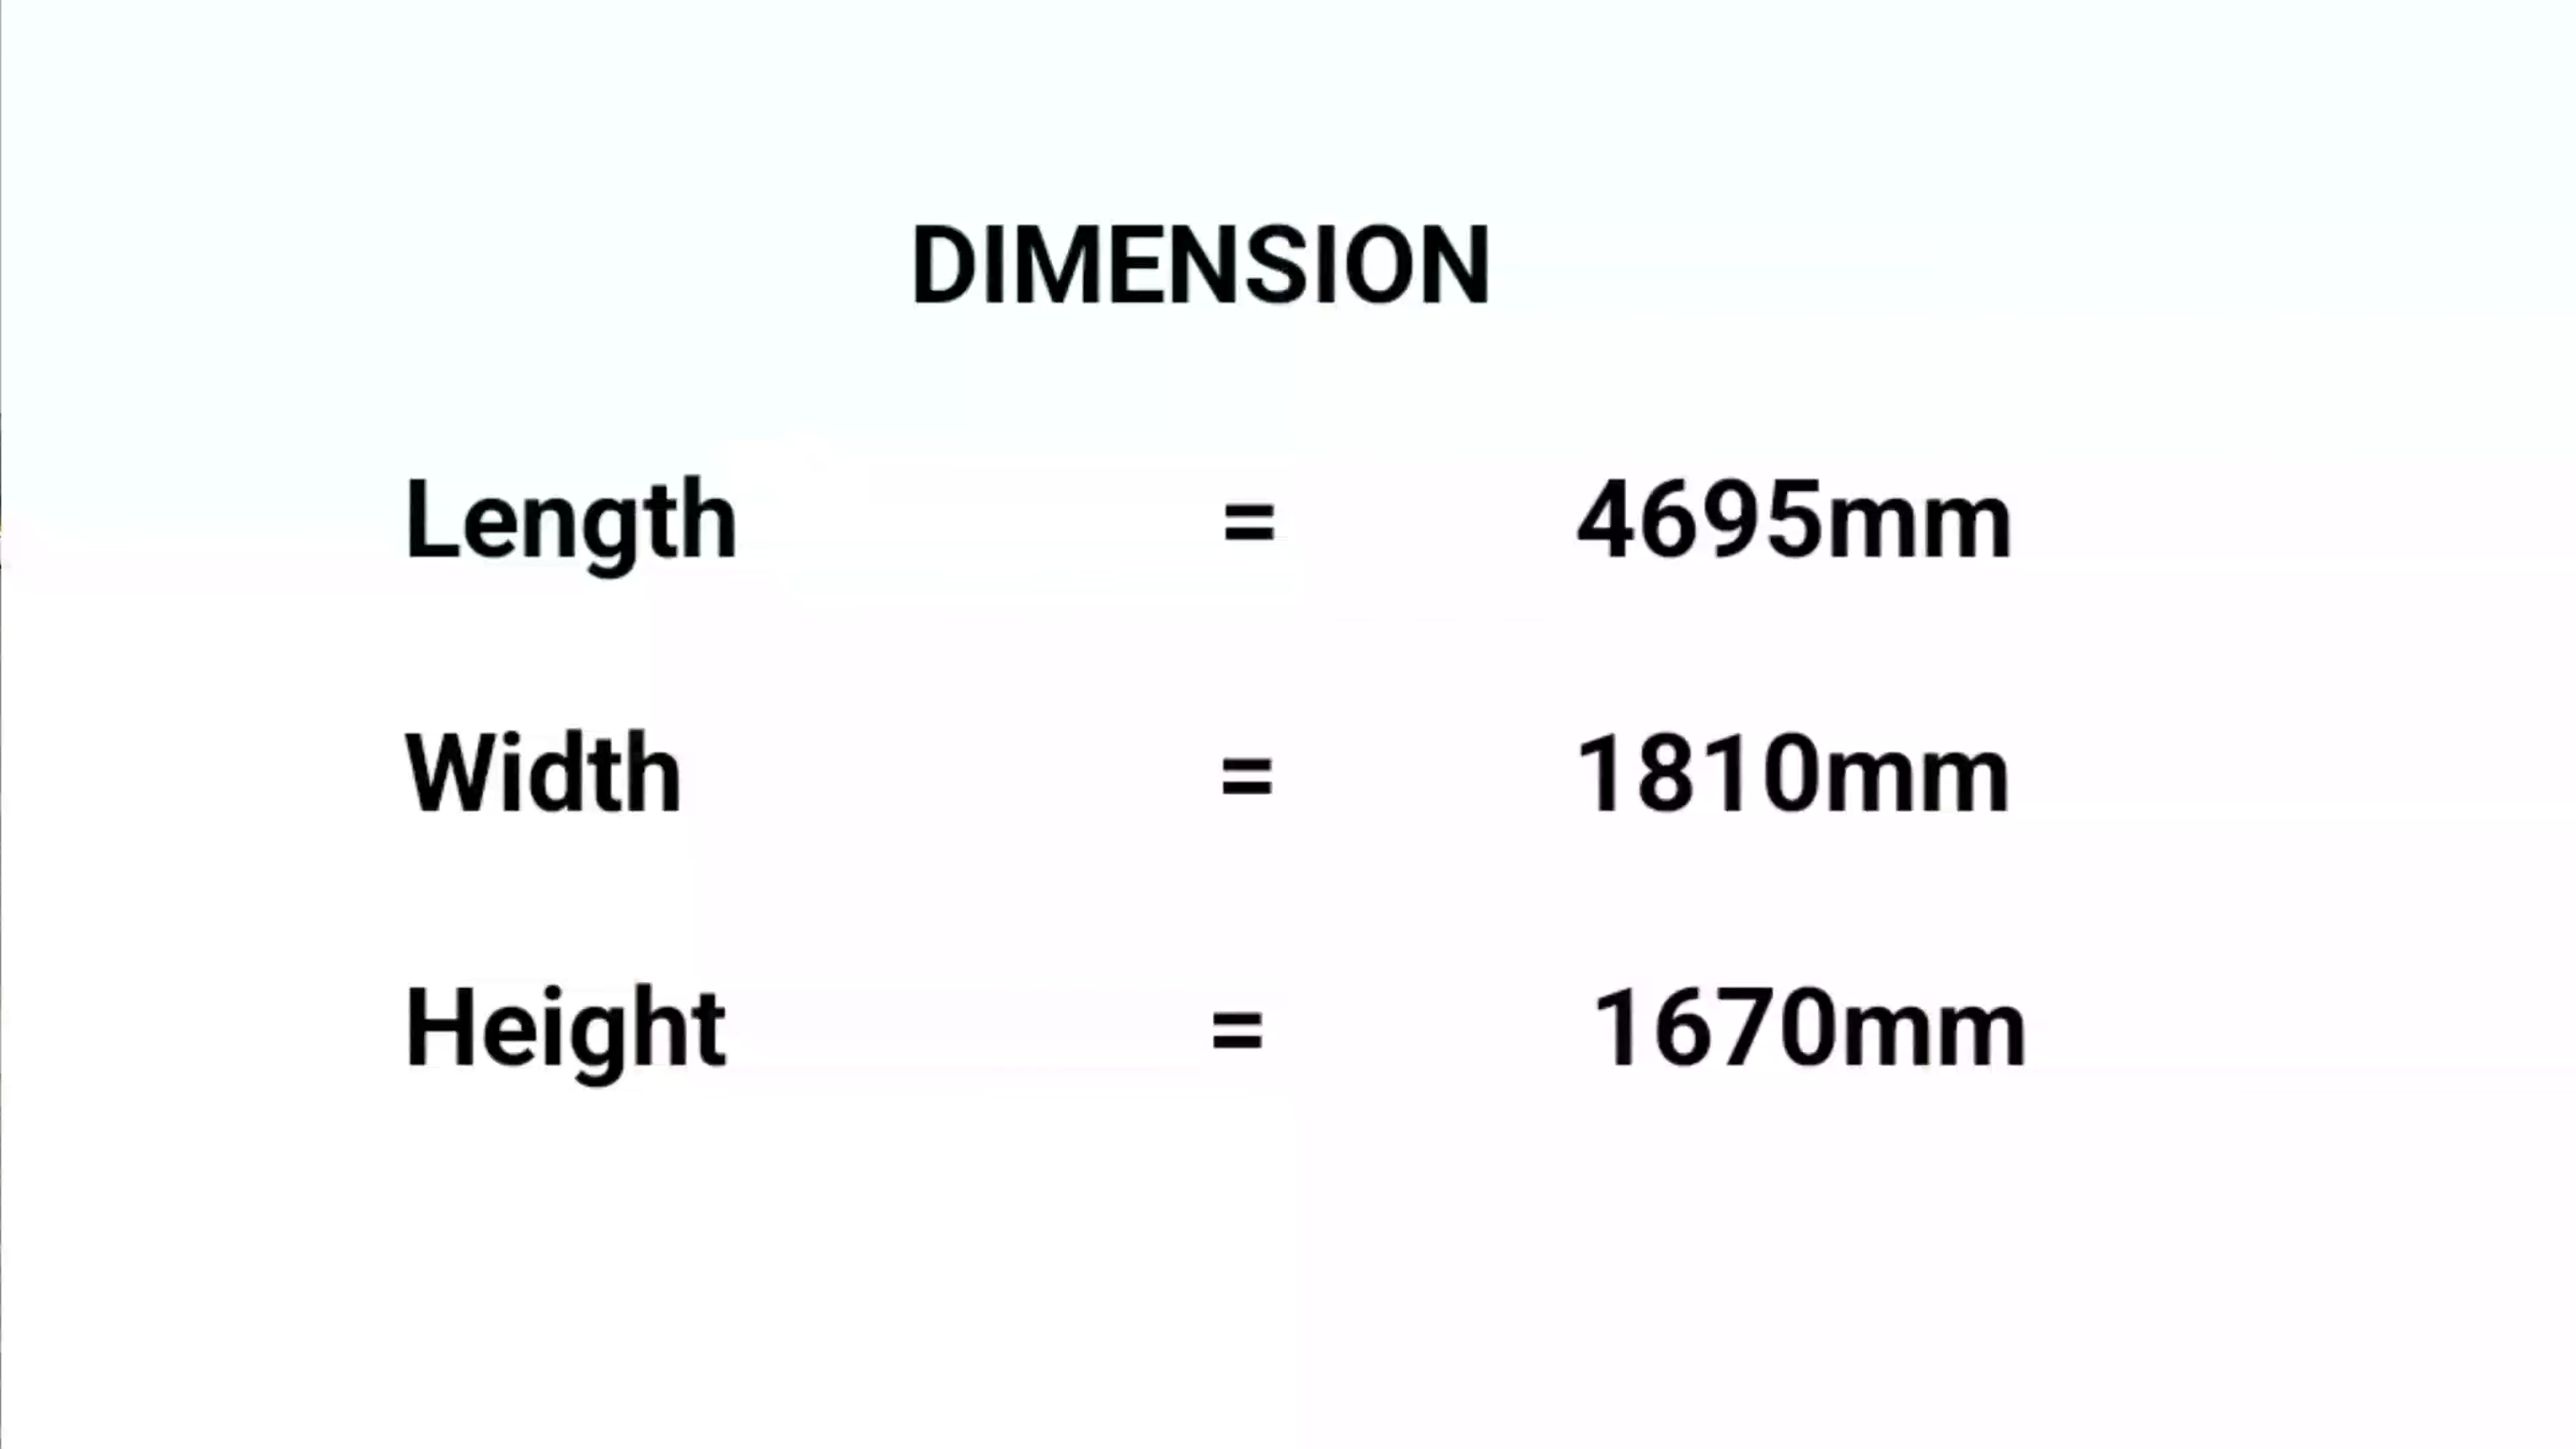 DIMENSION
Length = 4695mm
Width = 1810mm
Height = 1670mm